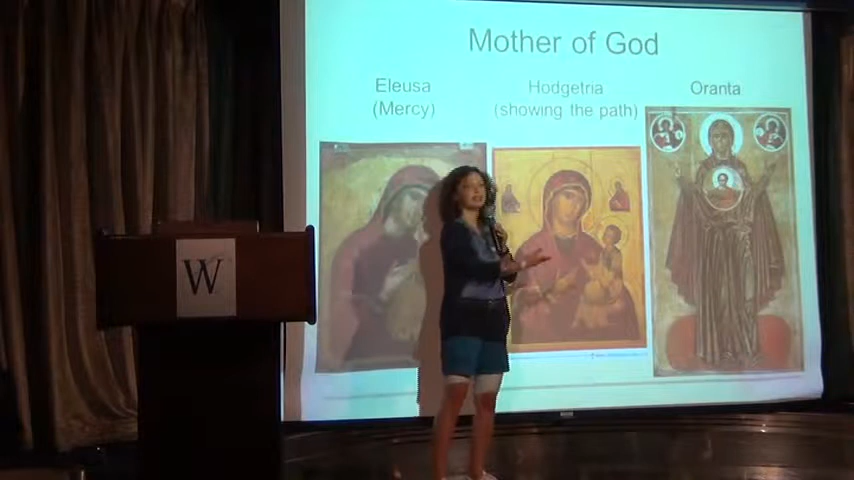 Mother of God
Eleusa
(Mercy)
Hodgetria
(showing the path)
Oranta
W